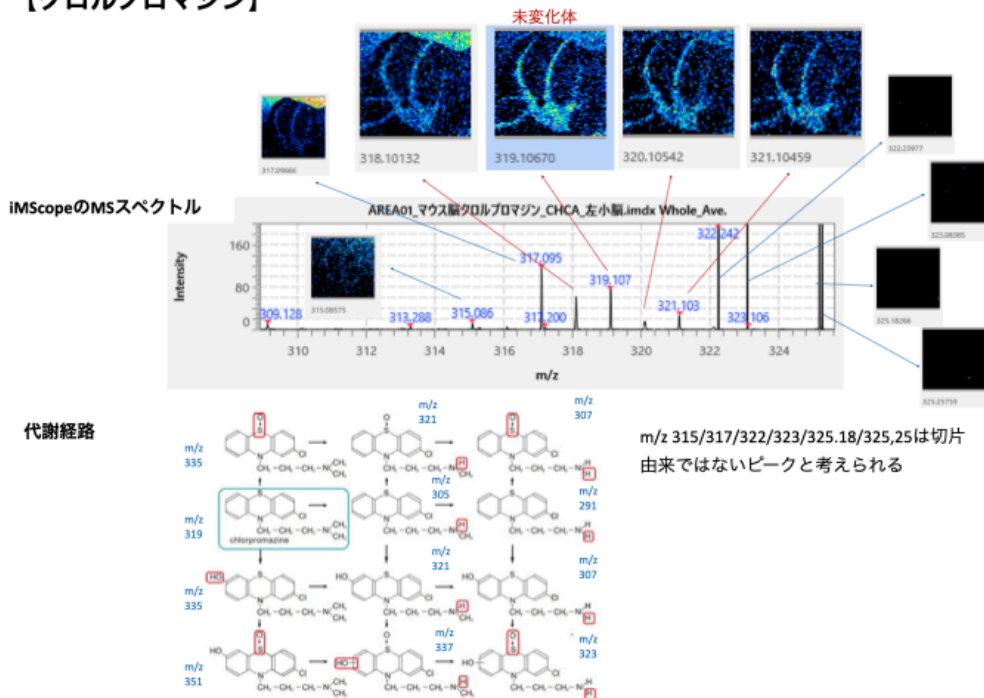 【クロルプロマジン】
未変化体
317.09666
318.10132
319.10670
320.10542
321.10459
322.23977
323.08085
325.18266
325.25759
iMScopeのMSスペクトル
AREA01_マウス脳クロルプロマジン_CHCA_左小脳.imdx Whole_Ave.
Intensity
160
80
0
315.08575
309.128
313.288
315.086
317.095
317.200
319.107
321.103
322.242
323.106
310
312
314
316
318
320
322
324
m/z
代謝経路
m/z 315/317/322/323/325.18/325,25は切片
由来ではないピークと考えられる
m/z
335
m/z
321
m/z
307
m/z
319
m/z
305
m/z
291
chlorpromazine
m/z
335
m/z
321
m/z
307
m/z
351
m/z
337
m/z
323